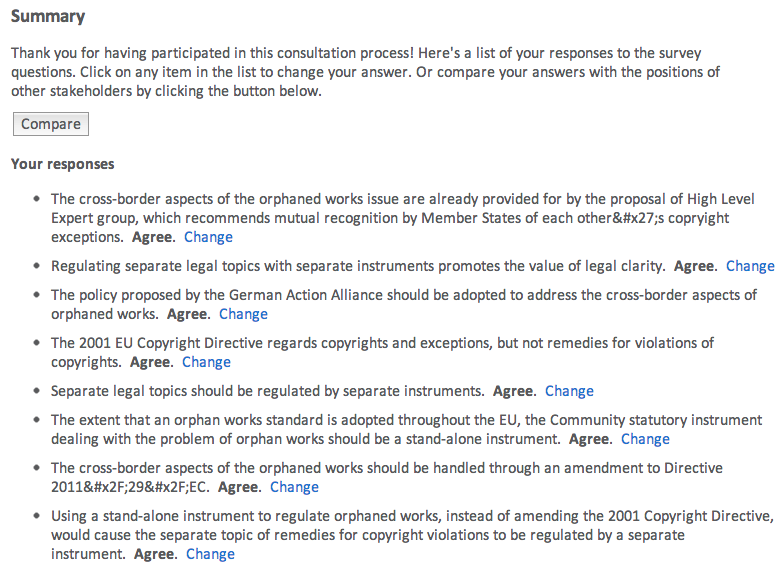 Summary
Thank you for having participated in this consultation process! Here's a list of your responses to the survey
questions. Click on any item in the list to change your answer. Or compare your answers with the positions of
other stakeholders by clicking the button below.
Compare
Your responses
• The cross-border aspects of the orphaned works issue are already provided for by the proposal of High Level
Expert group, which recommends mutual recognition by Member States of each other&#x27;s copryight
exceptions. Agree. Change
• Regulating separate legal topics with separate instruments promotes the value of legal clarity. Agree. Change
• The policy proposed by the German Action Alliance should be adopted to address the cross-border aspects of
orphaned works. Agree. Change
• The 2001 EU Copyright Directive regards copyrights and exceptions, but not remedies for violations of
copyrights. Agree. Change
• Separate legal topics should be regulated by separate instruments. Agree. Change
• The extent that an orphan works standard is adopted throughout the EU, the Community statutory instrument
dealing with the problem of orphan works should be a stand-alone instrument. Agree. Change
• The cross-border aspects of the orphaned works should be handled through an amendment to Directive
2011&#x2F;29&#x2F;EC. Agree. Change
• Using a stand-alone instrument to regulate orphaned works, instead of amending the 2001 Copyright Directive,
would cause the separate topic of remedies for copyright violations to be regulated by a separate
instrument. Agree. Change